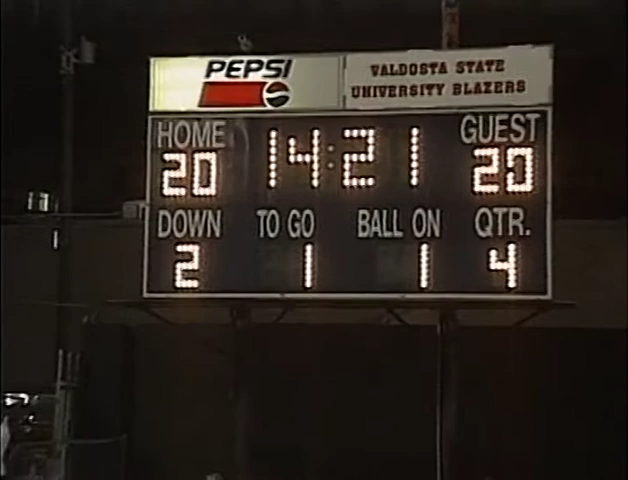 PEPSI
VALDOSTA STATE
UNIVERSITY BLAZERS
HOME 14:21 GUEST
20 20
DOWN TO GO BALL ON QTR.
2 1 1 4